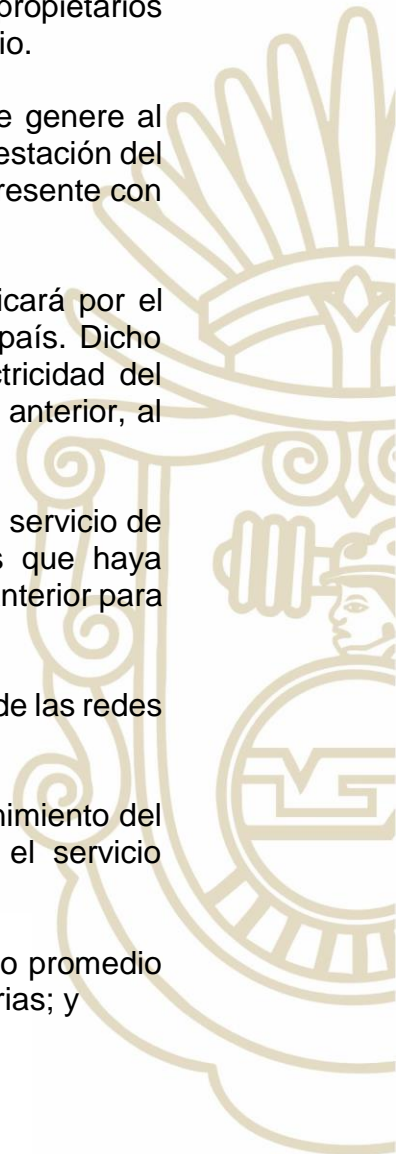 propietarios
io.
e genere al
estación del
resente con
icará por el
país. Dicho
ctricidad del
anterior, al
servicio de
s que haya
nterior para
de las redes
nimiento del
el servicio
o promedio
rias; y